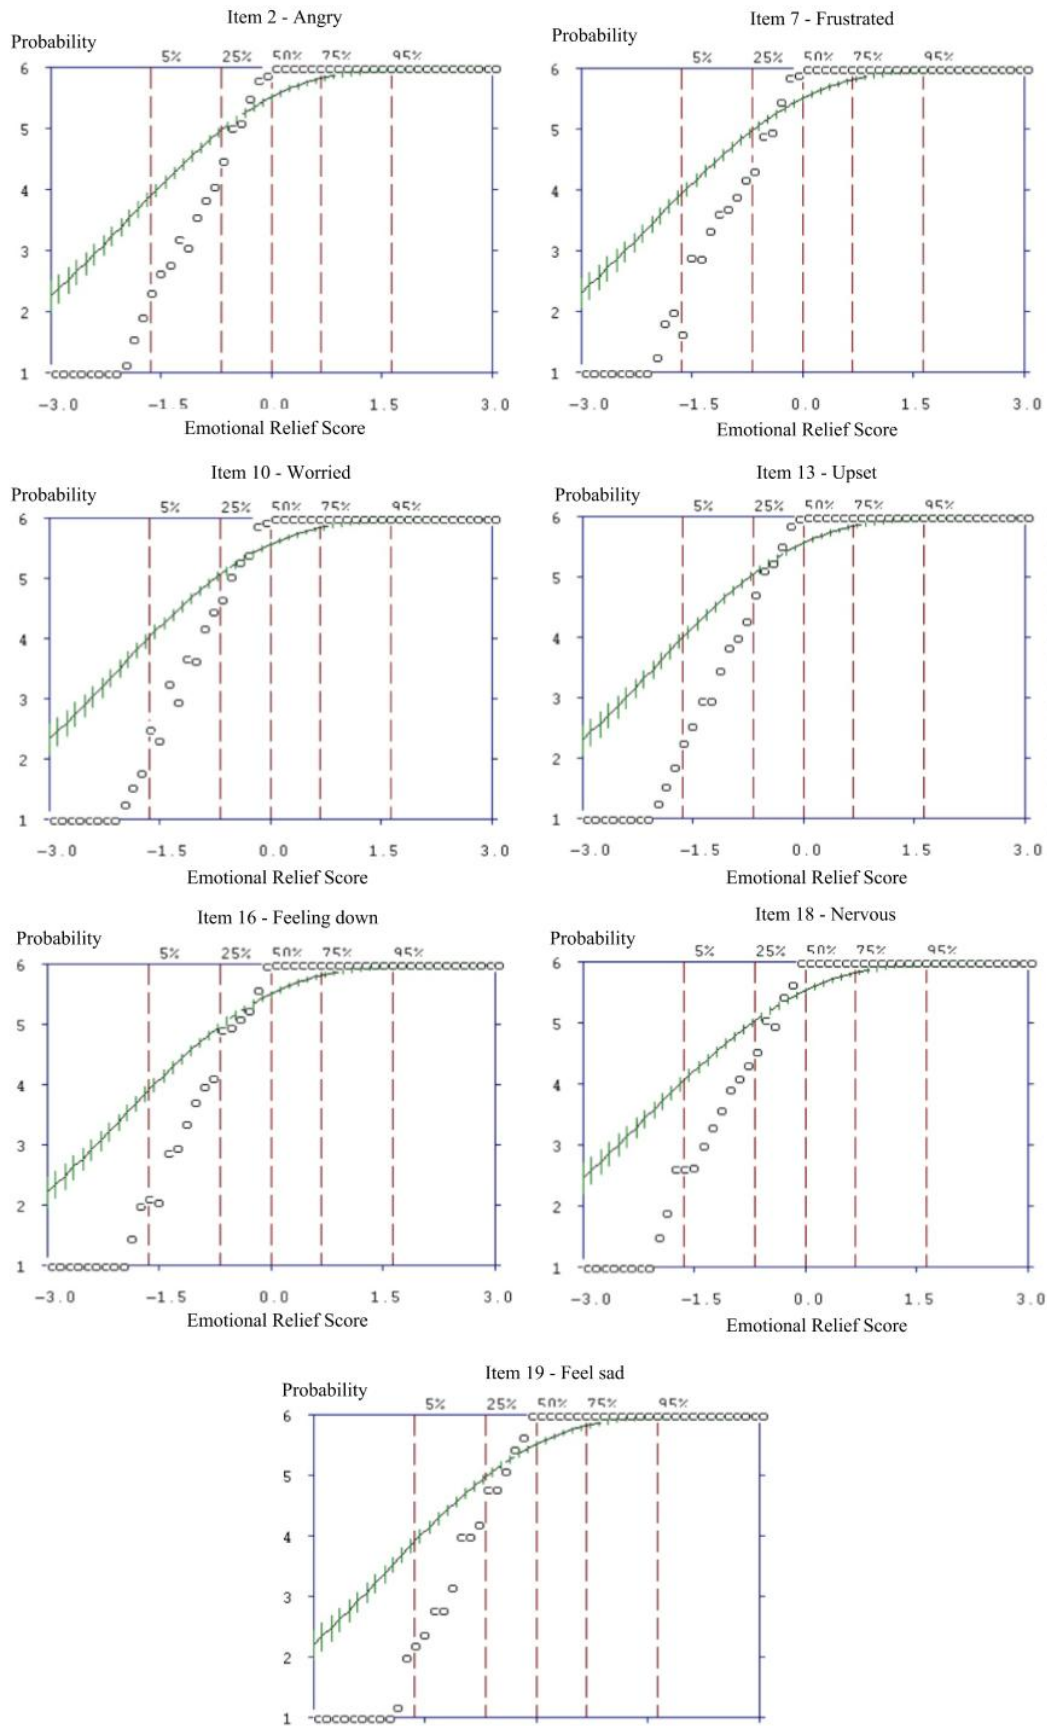 Item 2 - Angry
Probability
5% 25% 50% 75% 95%
6
5
4
3
2
1
-3.0 -1.5 0.0 1.5 3.0
Emotional Relief Score
Item 7 - Frustrated
Probability
5% 25% 50% 75% 95%
6
5
4
3
2
1
-3.0 -1.5 0.0 1.5 3.0
Emotional Relief Score
Item 10 - Worried
Probability
5% 25% 50% 75% 95%
6
5
4
3
2
1
-3.0 -1.5 0.0 1.5 3.0
Emotional Relief Score
Item 13 - Upset
Probability
5% 25% 50% 75% 95%
6
5
4
3
2
1
-3.0 -1.5 0.0 1.5 3.0
Emotional Relief Score
Item 16 - Feeling down
Probability
5% 25% 50% 75% 95%
6
5
4
3
2
1
-3.0 -1.5 0.0 1.5 3.0
Emotional Relief Score
Item 18 - Nervous
Probability
5% 25% 50% 75% 95%
6
5
4
3
2
1
-3.0 -1.5 0.0 1.5 3.0
Emotional Relief Score
Item 19 - Feel sad
Probability
5% 25% 50% 75% 95%
6
5
4
3
2
1